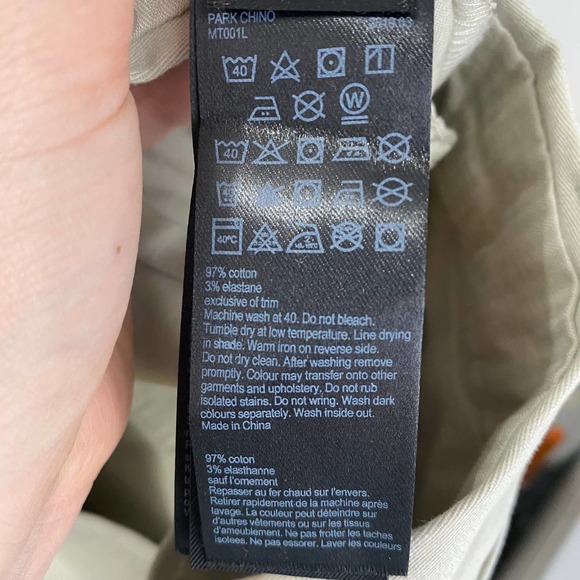 PARK CHINO
MT001L
40
W
40
40°C
97% cotton
3% elastane
exclusive of trim
Machine wash at 40. Do not bleach.
Tumble dry at low temperature. Line drying
in shade. Warm iron on reverse side.
Do not dry clean. After washing remove
promptly. Colour may transfer onto other
garments and upholstery. Do not rub
isolated stains. Do not wring. Wash dark
colours separately. Wash inside out.
Made in China
97% coton
3% elasthanne
sauf l'ornement
Repasser au fer chaud sur l'envers.
Retirer rapidement de la machine après
lavage. La couleur peut déteindre sur
d'autres vêtements ou sur les tissus
d'ameublement. Ne pas frotter les taches
isolees. Ne pas essorer. Laver les couleurs